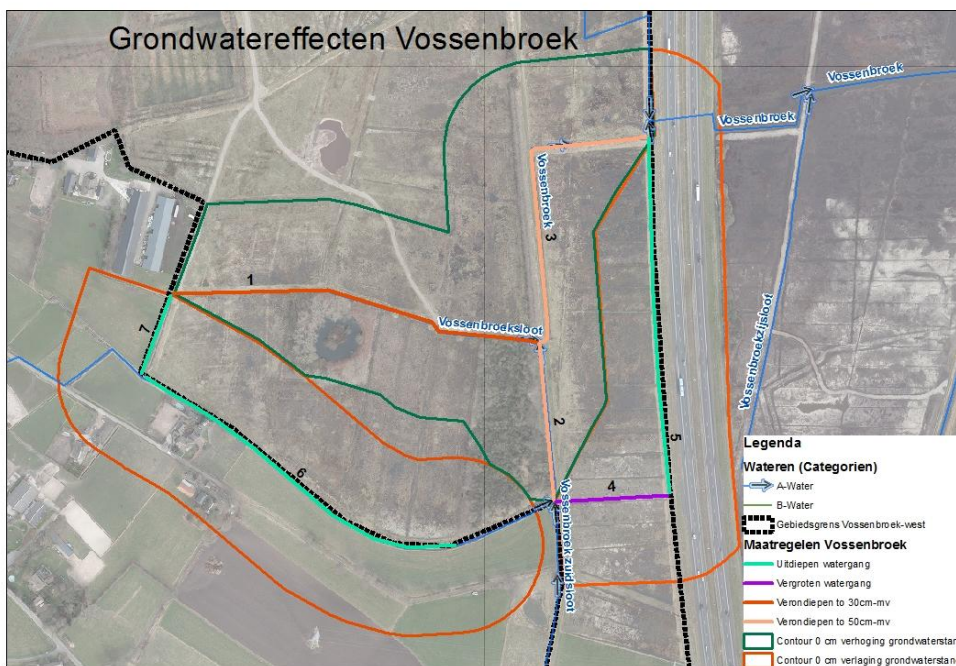 Grondwatereffecten Vossenbroek
Vossenbroek
Vossenbroek
Vossenbroek
3
1
Vossenbroeksloot
7
Vossenbroekzijsloot
2
5
4
6
Vossenbroek zuidsloot
Legenda
Wateren (Categorien)
A-Water
B-Water
Gebiedsgrens Vossenbroek-west
Maatregelen Vossenbroek
Uitdiepen watergang
Vergroten watergang
Verondiepen to 30cm-mv
Verondiepen to 50cm-mv
Contour 0 cm verhoging grondwaterstan
Contour 0 cm verlaging grondwaterstan